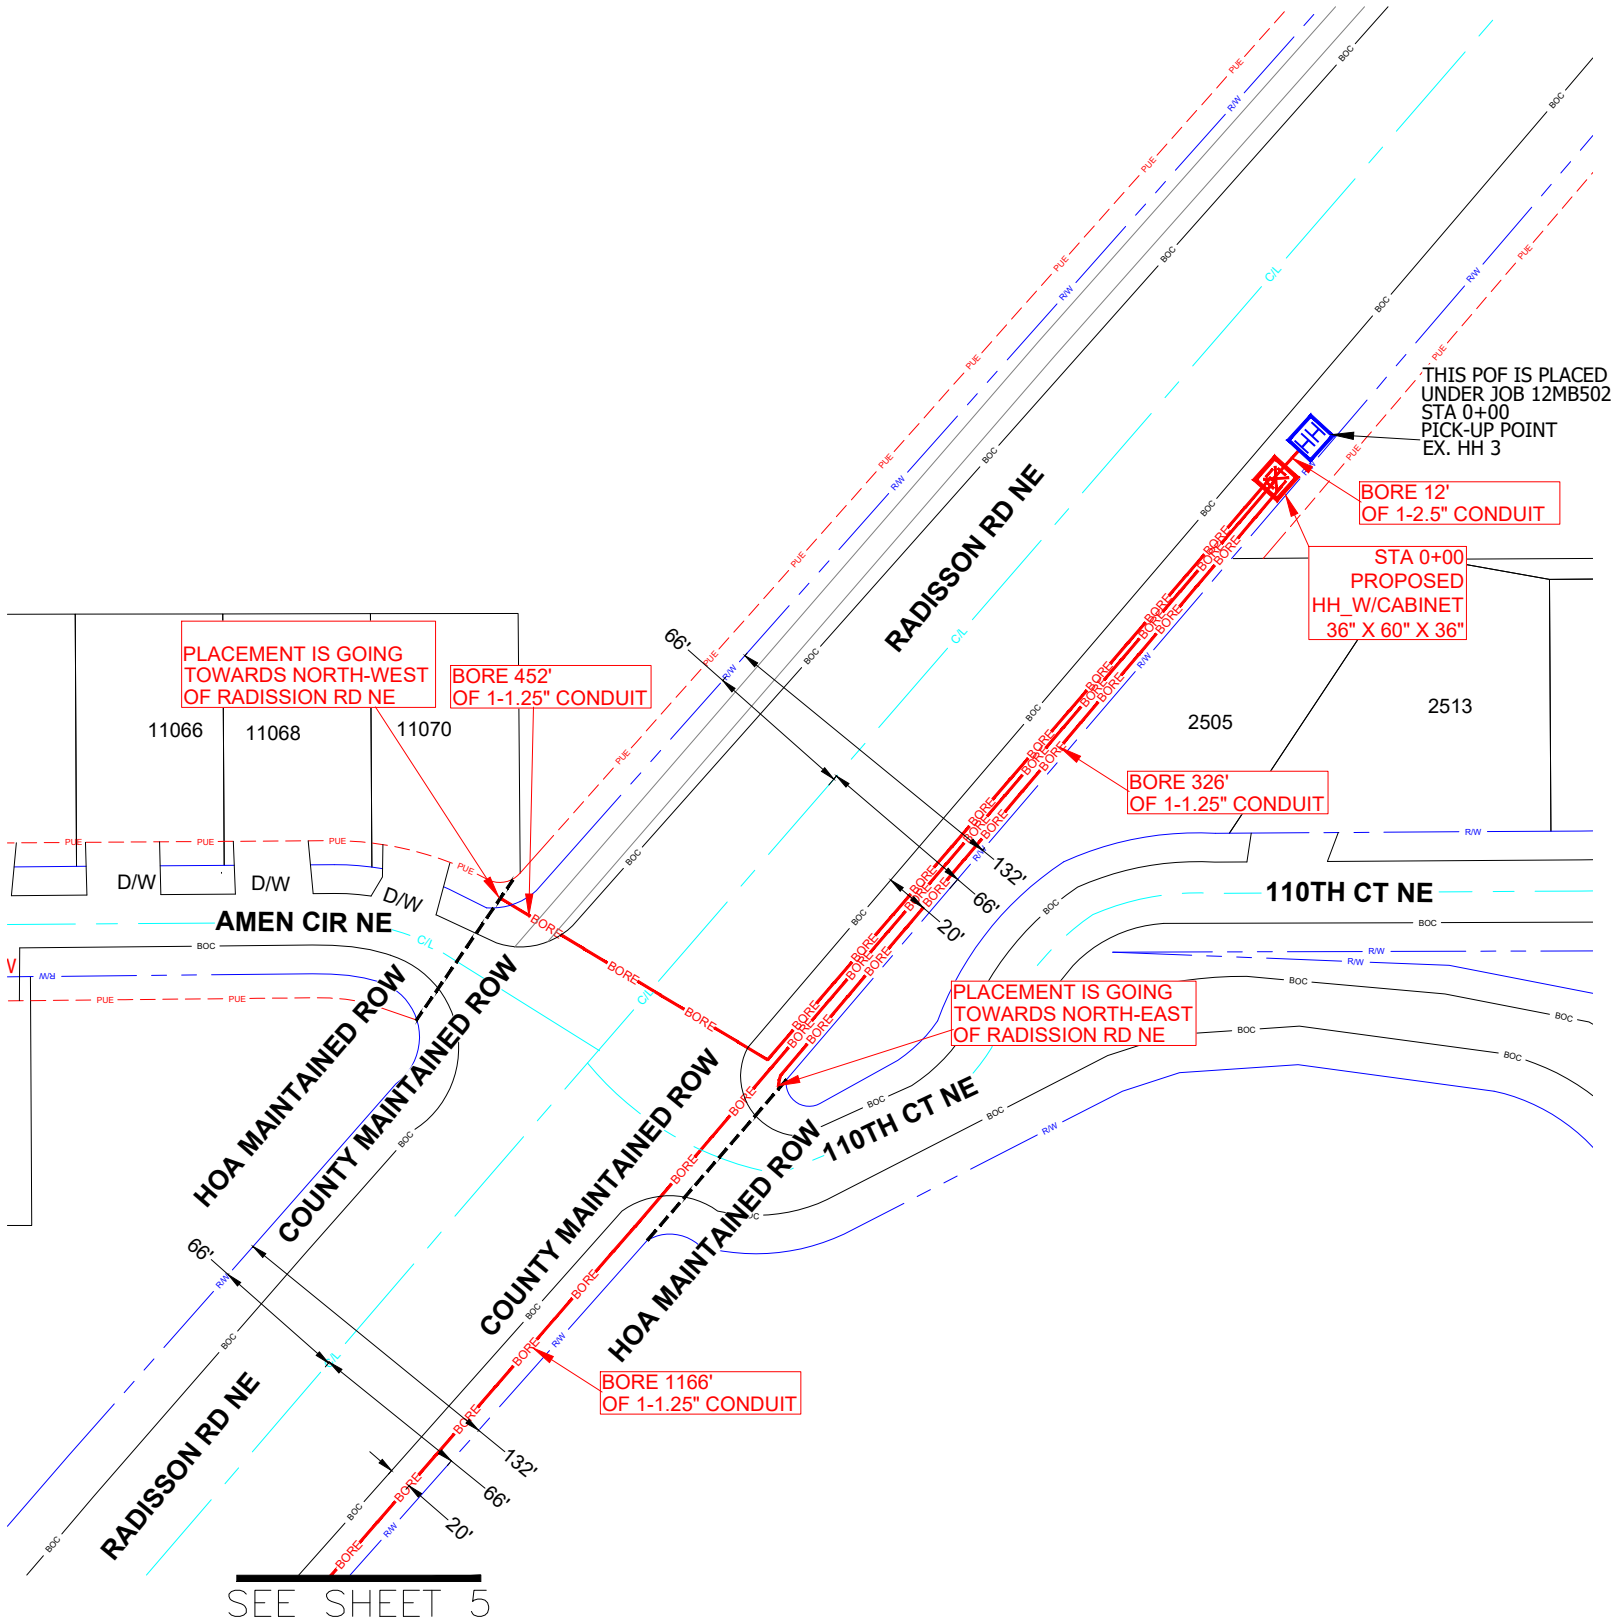 THIS POF IS PLACED
UNDER JOB 12MB502
STA 0+00
PICK-UP POINT
EX. HH 3
HH
BORE 12'
OF 1-2.5" CONDUIT
STA 0+00
PROPOSED
HH_W/CABINET
36" X 60" X 36"
RADISSON RD NE
66'
PLACEMENT IS GOING
TOWARDS NORTH-WEST
OF RADISSION RD NE
BORE 452'
OF 1-1.25" CONDUIT
11066
11068
11070
2505
2513
BORE 326'
OF 1-1.25" CONDUIT
132'
66'
20'
D/W
D/W
D/W
AMEN CIR NE
110TH CT NE
PLACEMENT IS GOING
TOWARDS NORTH-EAST
OF RADISSION RD NE
HOA MAINTAINED ROW
COUNTY MAINTAINED ROW
COUNTY MAINTAINED ROW
HOA MAINTAINED ROW
110TH CT NE
66'
BORE 1166'
OF 1-1.25" CONDUIT
RADISSON RD NE
132'
66'
20'
PUE
R/W
BOC
C/L
BORE
SEE SHEET 5